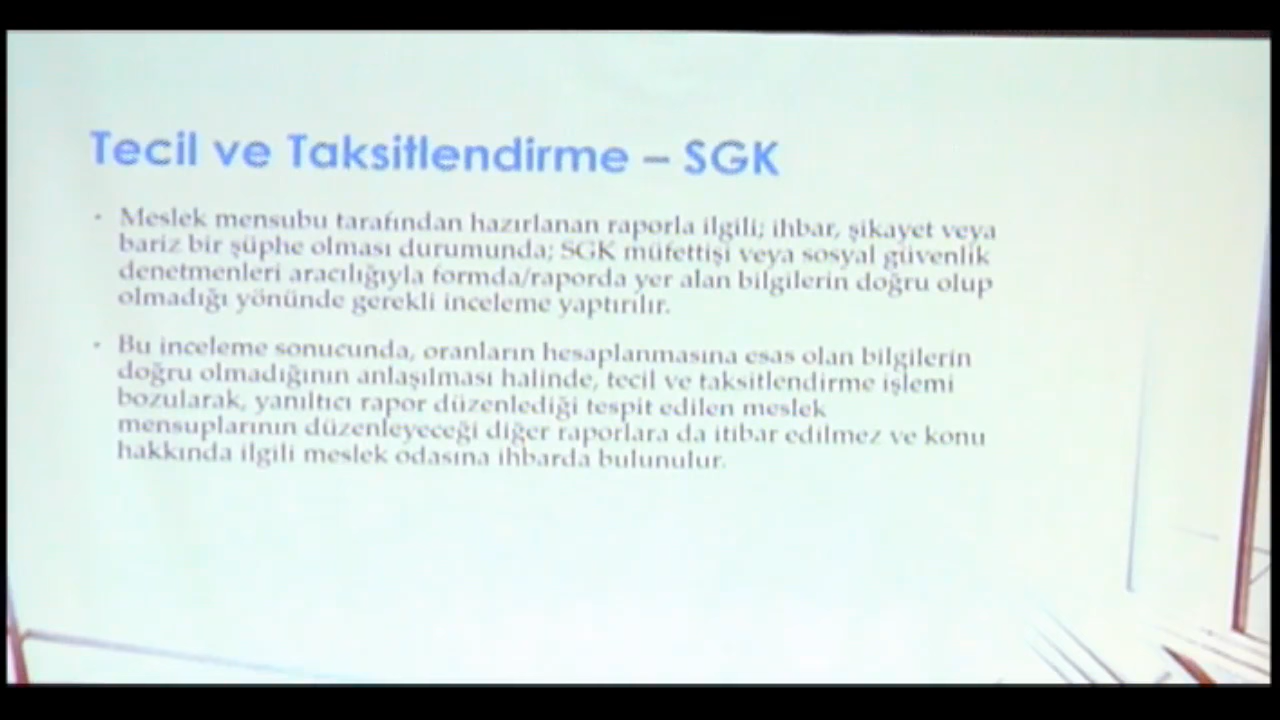 Tecil ve Taksitlendirme – SGK
• Meslek mensubu tarafından hazırlanan raporla ilgili; ihbar, şikayet veya
bariz bir şüphe olması durumunda; SGK müfettişi veya sosyal güvenlik
denetmenleri aracılığıyla formda/raporda yer alan bilgilerin doğru olup
olmadığı yönünde gerekli inceleme yaptırılır.
• Bu inceleme sonucunda, oranların hesaplanmasına esas olan bilgilerin
doğru olmadığının anlaşılması halinde, tecil ve taksitlendirme işlemi
bozularak, yanıltıcı rapor düzenlediği tespit edilen meslek
mensuplarının düzenleyeceği diğer raporlara da itibar edilmez ve konu
hakkında ilgili meslek odasına ihbarda bulunulur.